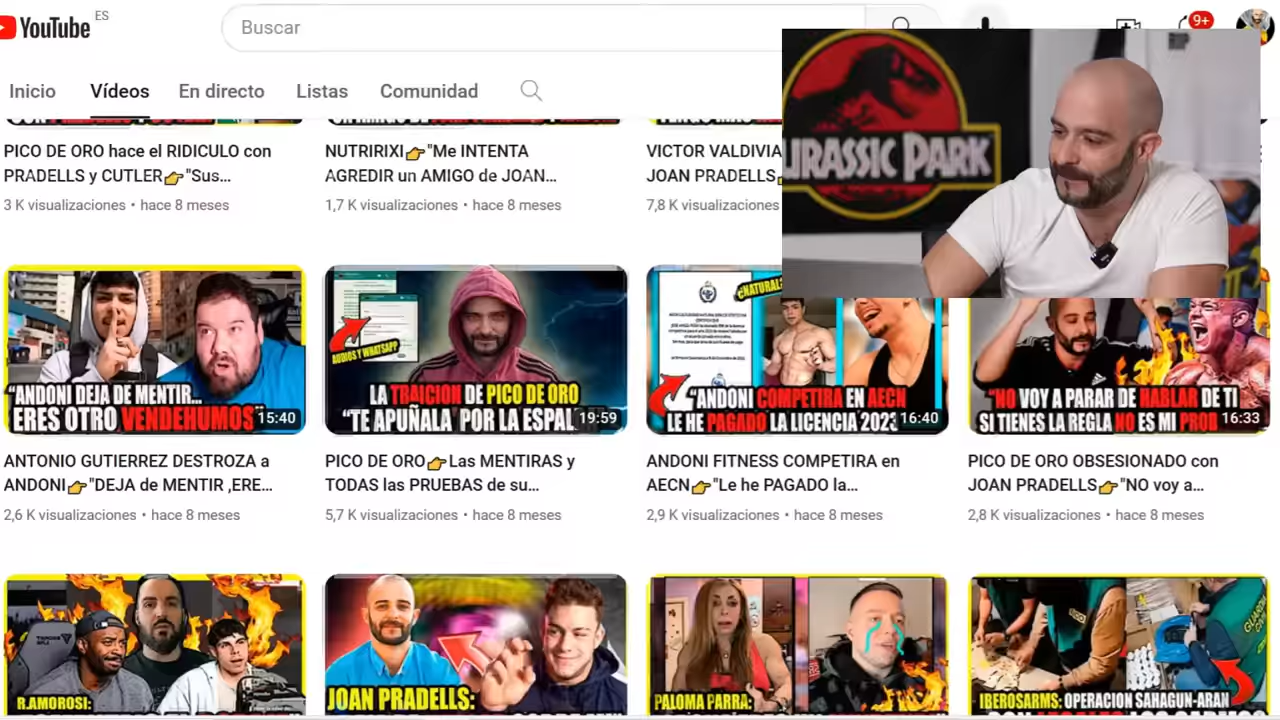 YouTube ES
Buscar
9+
Inicio
Vídeos
En directo
Listas
Comunidad
JURASSIC PARK
PICO DE ORO hace el RIDICULO con
PRADELLS y CUTLER👉"Sus...
3 K visualizaciones • hace 8 meses
NUTRIRIXI👉"Me INTENTA
AGREDIR un AMIGO de JOAN...
1,7 K visualizaciones • hace 8 meses
VICTOR VALDIVIA
JOAN PRADELLS
7,8 K visualizaciones
"ANDONI DEJA DE MENTIR...
ERES OTRO VENDEHUMOS"
15:40
AUDIOS Y WHATSAPP
LA TRAICION DE PICO DE ORO
"TE APUÑALA POR LA ESPAL
19:59
¿NATURAL
"ANDONI COMPETIRA EN AECN
LE HE PAGADO LA LICENCIA 2023
16:40
"NO VOY A PARAR DE HABLAR DE TI
SI TIENES LA REGLA NO ES MI PROB
16:33
ANTONIO GUTIERREZ DESTROZA a
ANDONI👉"DEJA de MENTIR ,ERE...
2,6 K visualizaciones • hace 8 meses
PICO DE ORO👉Las MENTIRAS y
TODAS las PRUEBAS de su...
5,7 K visualizaciones • hace 8 meses
ANDONI FITNESS COMPETIRA en
AECN👉"Le he PAGADO la...
2,9 K visualizaciones • hace 8 meses
PICO DE ORO OBSESIONADO con
JOAN PRADELLS👉"NO voy a...
2,8 K visualizaciones • hace 8 meses
R.AMOROSI:
JOAN PRADELLS:
PALOMA PARRA:
IBEROSARMS: OPERACION SAHAGUN-ARAN
GUARDIA CIVIL